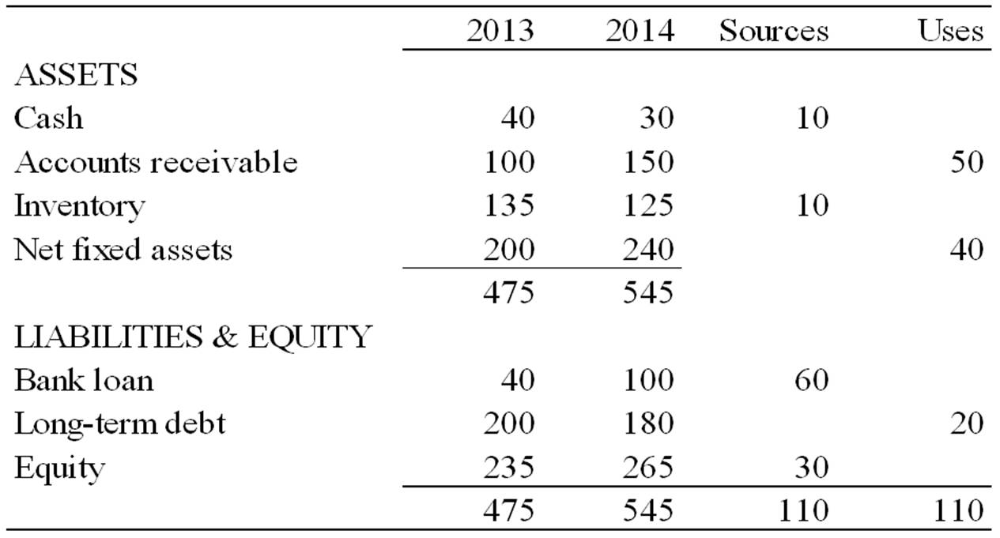 2013 2014 Sources Uses
ASSETS
Cash 40 30 10
Accounts receivable 100 150 50
Inventory 135 125 10
Net fixed assets 200 240 40
475 545
LIABILITIES & EQUITY
Bank loan 40 100 60
Long-term debt 200 180 20
Equity 235 265 30
475 545 110 110